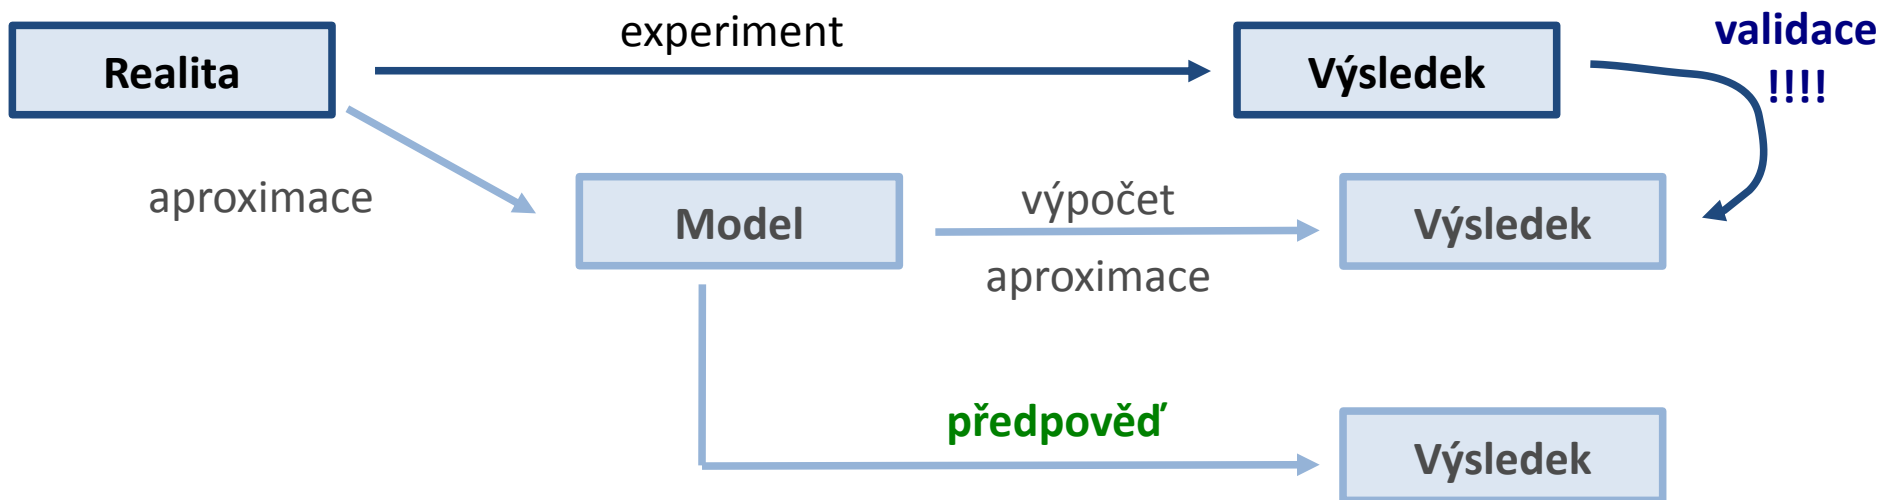 experiment
validace
!!!!
Realita
Výsledek
aproximace
Model
výpočet
aproximace
Výsledek
předpověď
Výsledek